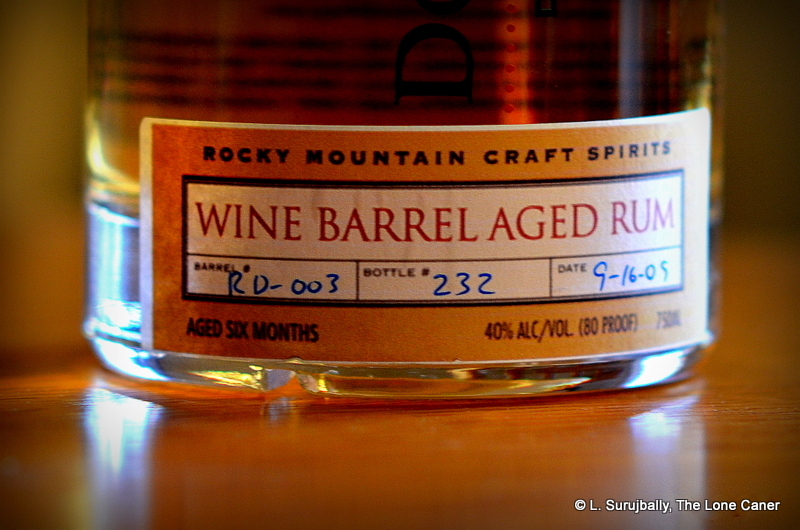 DO
ROCKY MOUNTAIN CRAFT SPIRITS
WINE BARREL AGED RUM
BARREL # RD-003 BOTTLE # 232 DATE 9-16-09
AGED SIX MONTHS 40% ALC/VOL. (80 PROOF) 750ML
© L. Surujbally, The Lone Caner